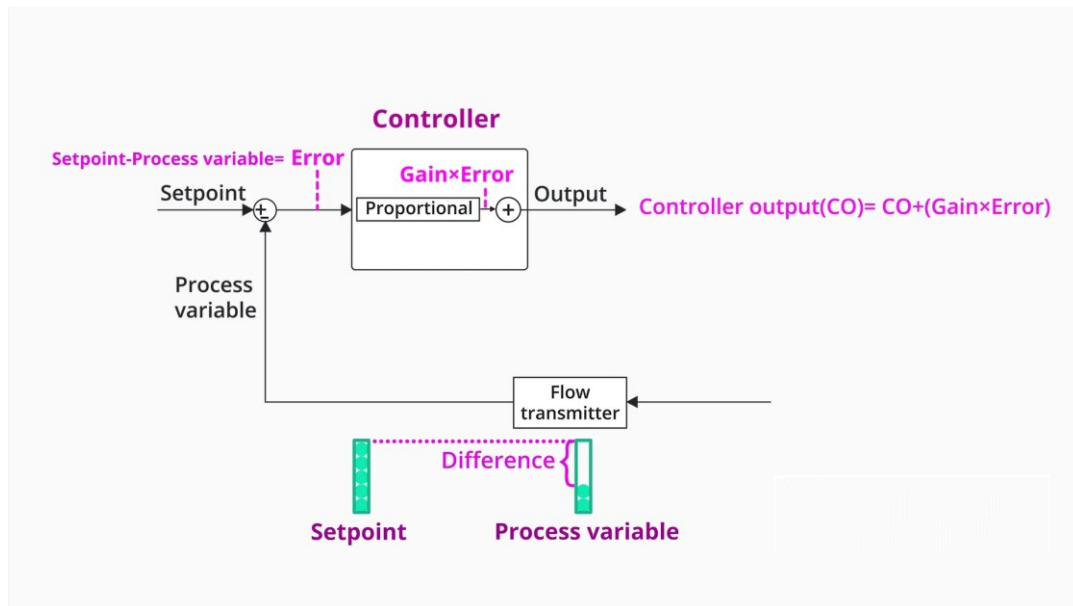 Controller
Setpoint-Process variable= Error
Gain×Error
Setpoint
+
−
Proportional
+
Output
Controller output(CO)= CO+(Gain×Error)
Process
variable
Flow
transmitter
Difference
Setpoint
Process variable